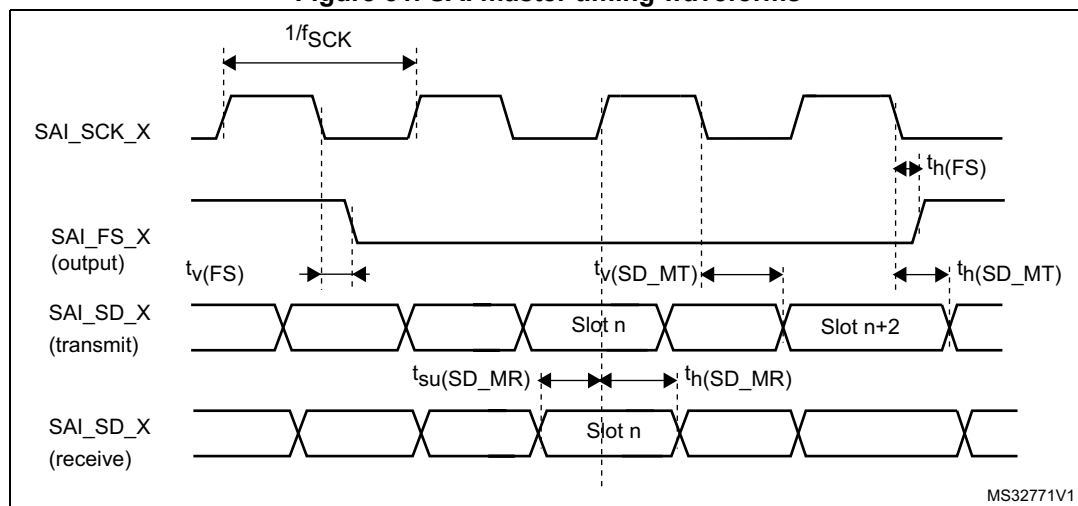 1/fSCK
SAI_SCK_X
th(FS)
SAI_FS_X
(output)
tv(FS)
tv(SD_MT)
th(SD_MT)
SAI_SD_X
(transmit)
Slot n
Slot n+2
tsu(SD_MR)
th(SD_MR)
SAI_SD_X
(receive)
Slot n
MS32771V1